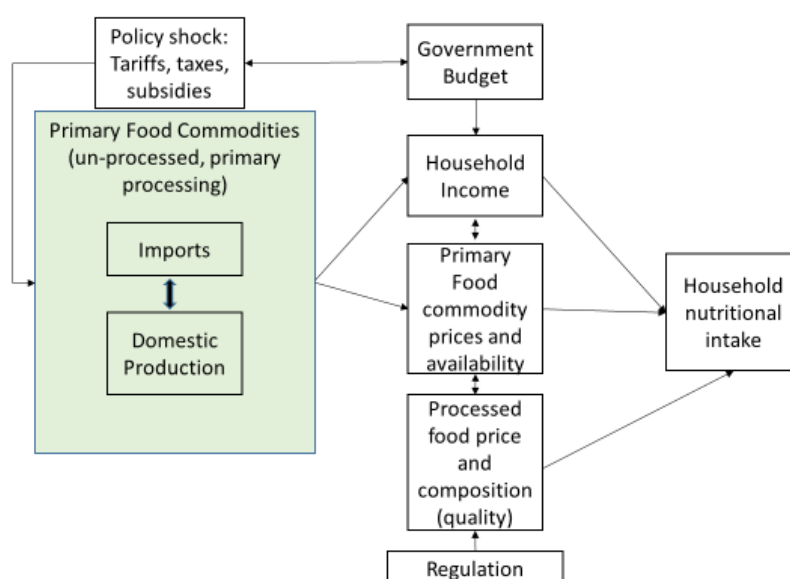 Policy shock:
Tariffs, taxes,
subsidies
Government
Budget
Primary Food Commodities
(un-processed, primary
processing)
Imports
Domestic
Production
Household
Income
Primary
Food
commodity
prices and
availability
Processed
food price
and
composition
(quality)
Regulation
Household
nutritional
intake